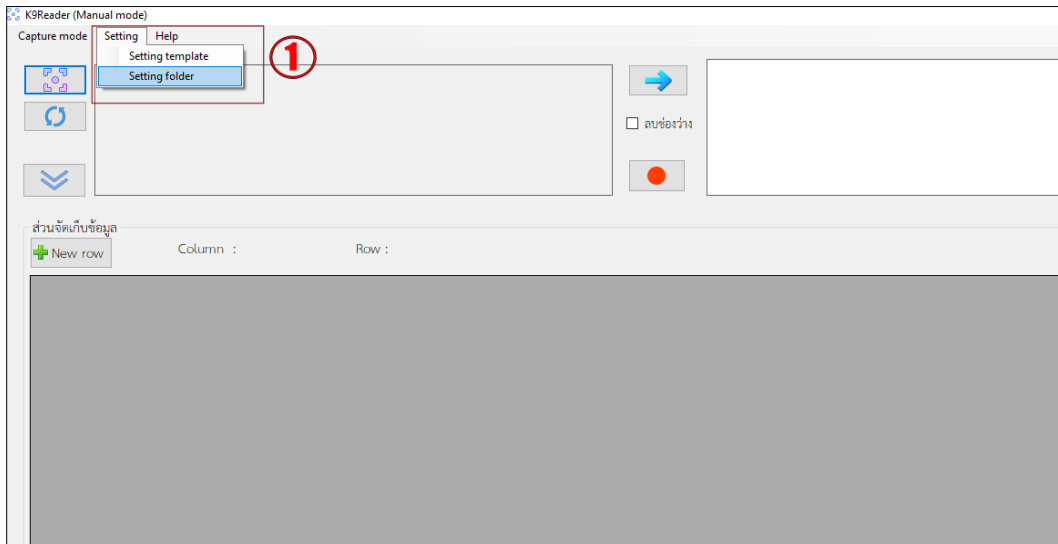 K9Reader (Manual mode)
Capture mode Setting Help
Setting template
Setting folder
1
ลบช่องว่าง
ส่วนจัดเก็บข้อมูล
New row Column : Row :